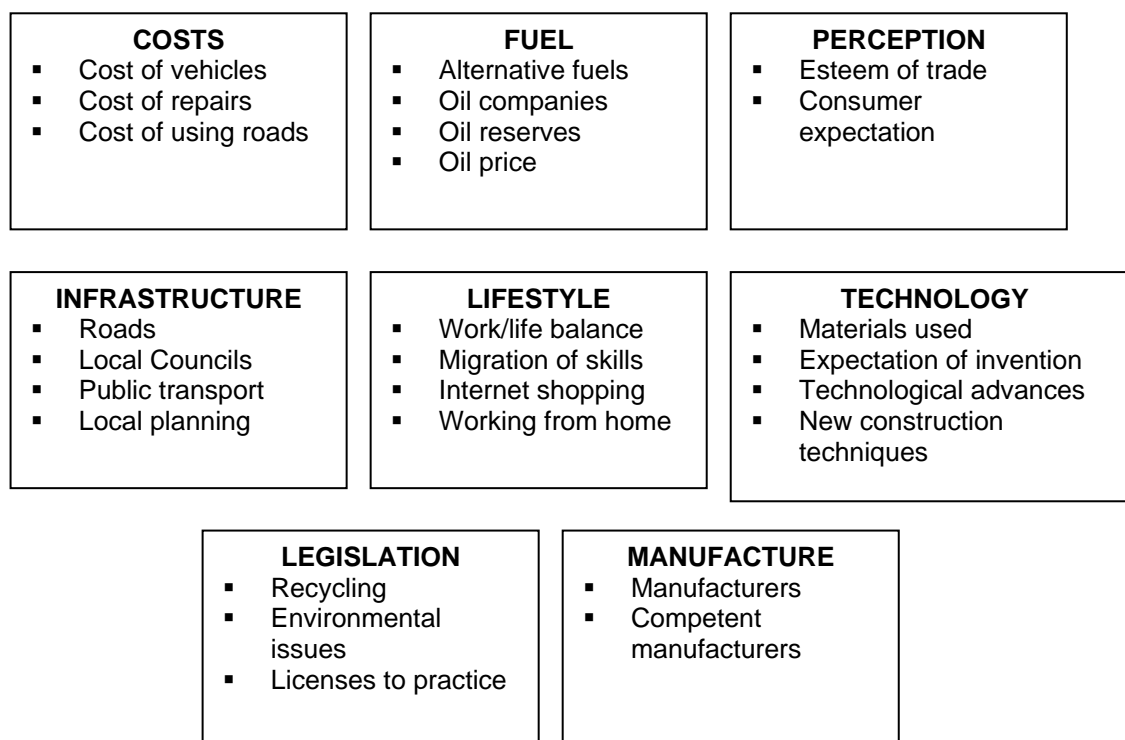 COSTS
▪ Cost of vehicles
▪ Cost of repairs
▪ Cost of using roads
FUEL
▪ Alternative fuels
▪ Oil companies
▪ Oil reserves
▪ Oil price
PERCEPTION
▪ Esteem of trade
▪ Consumer
expectation
INFRASTRUCTURE
▪ Roads
▪ Local Councils
▪ Public transport
▪ Local planning
LIFESTYLE
▪ Work/life balance
▪ Migration of skills
▪ Internet shopping
▪ Working from home
TECHNOLOGY
▪ Materials used
▪ Expectation of invention
▪ Technological advances
▪ New construction
techniques
LEGISLATION
▪ Recycling
▪ Environmental
issues
▪ Licenses to practice
MANUFACTURE
▪ Manufacturers
▪ Competent
manufacturers